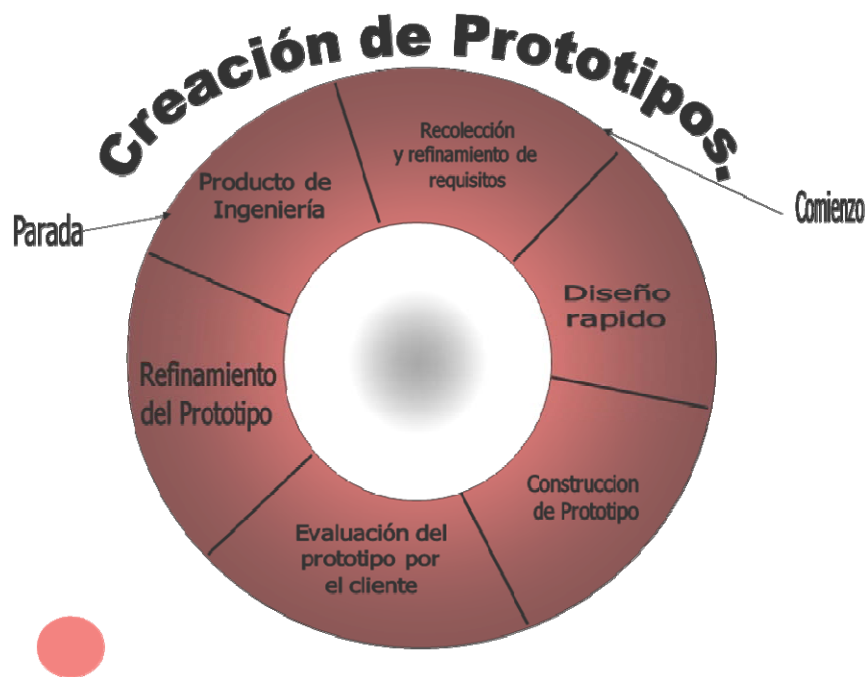 Creación de Prototipos.
Recolección
y refinamiento de
requisitos
Comienzo
Diseño
rapido
Construccion
de Prototipo
Evaluación del
prototipo por
el cliente
Refinamiento
del Prototipo
Producto de
Ingeniería
Parada